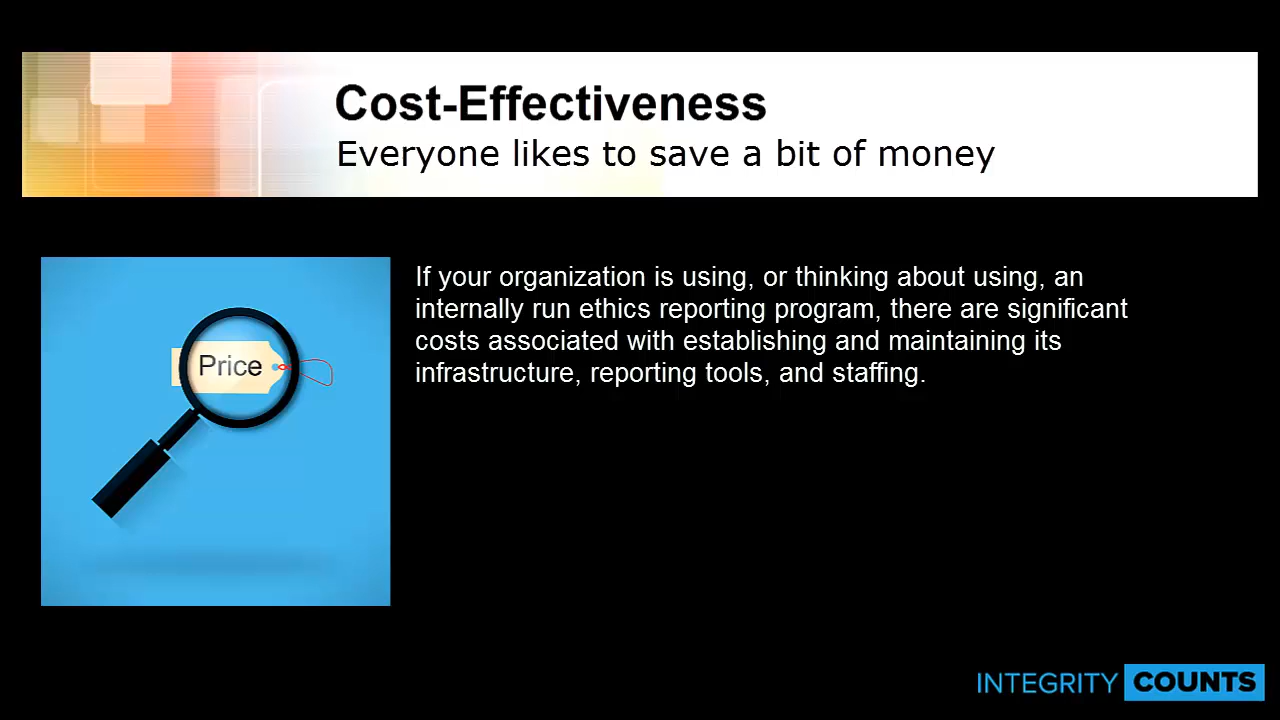 Cost-Effectiveness
Everyone likes to save a bit of money
Price
If your organization is using, or thinking about using, an
internally run ethics reporting program, there are significant
costs associated with establishing and maintaining its
infrastructure, reporting tools, and staffing.
INTEGRITY COUNTS